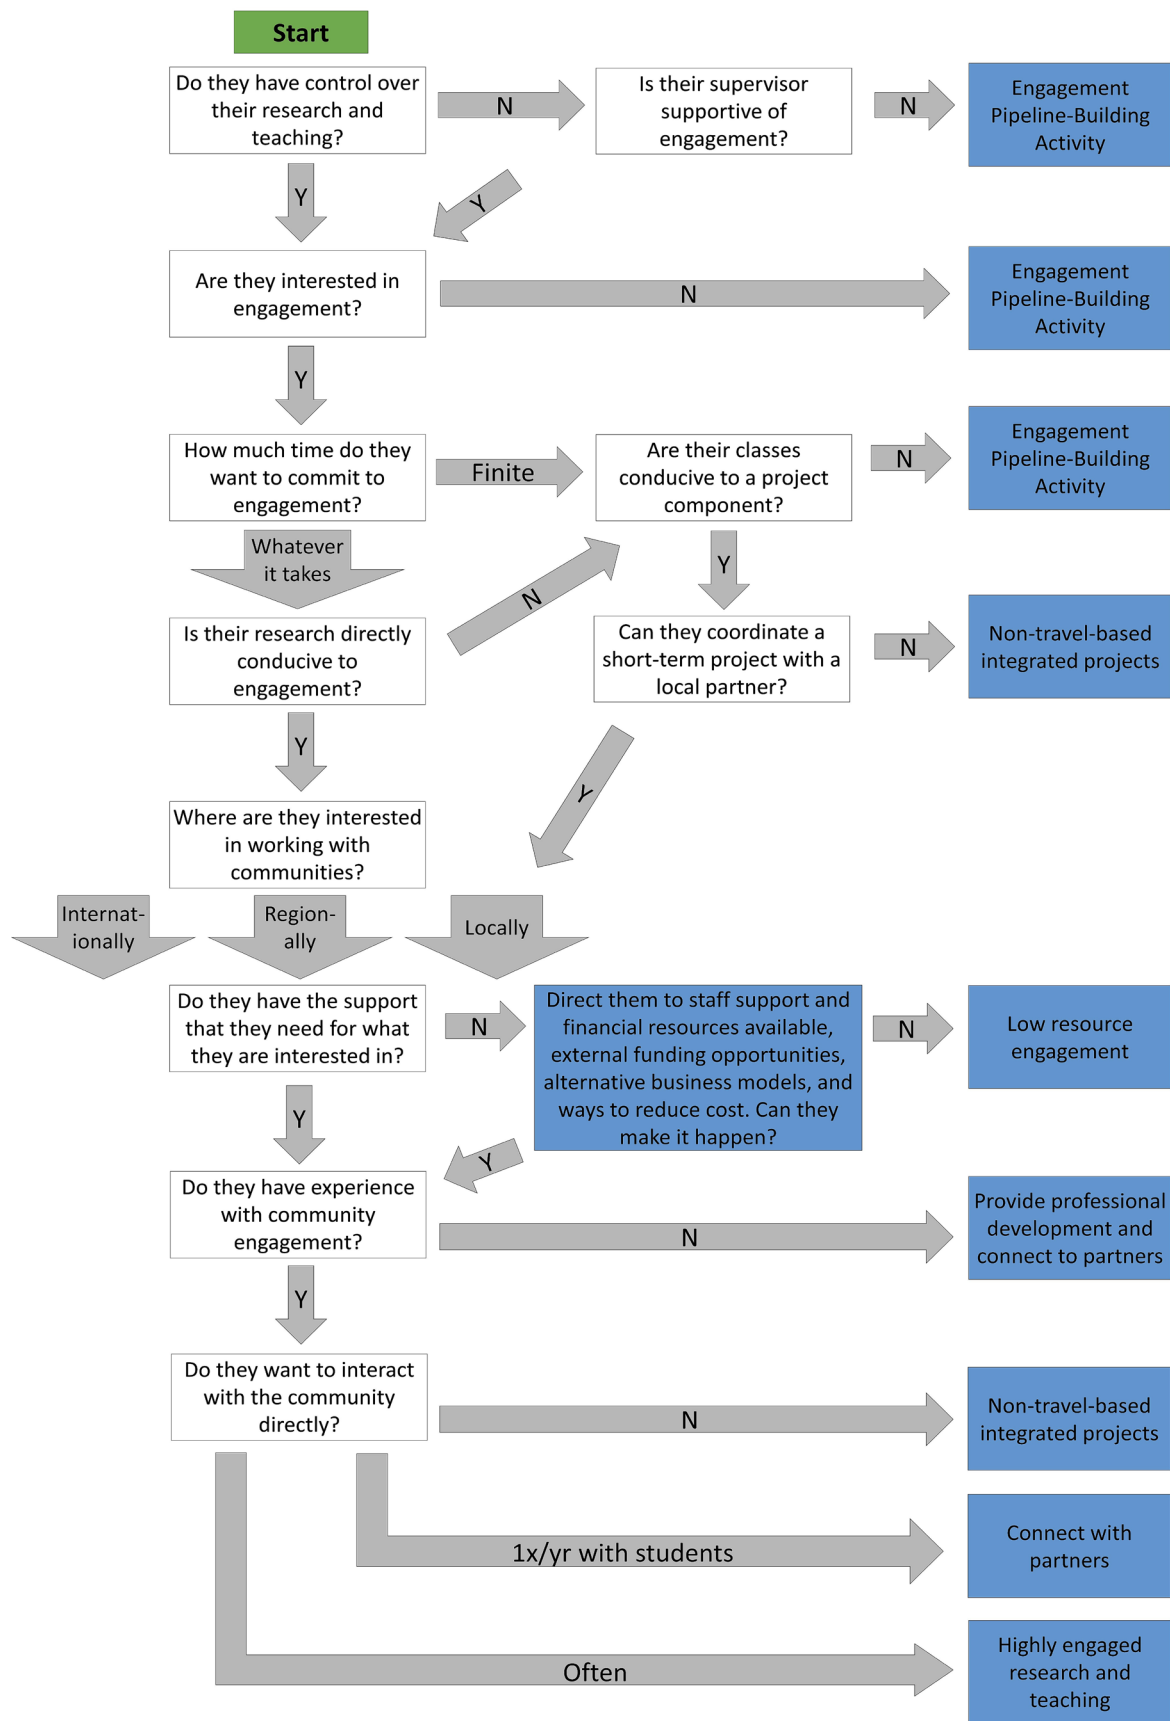 Start
Do they have control over
their research and
teaching?
N
Is their supervisor
supportive of
engagement?
N
Engagement
Pipeline-Building
Activity
Y
Y
Are they interested in
engagement?
N
Engagement
Pipeline-Building
Activity
Y
How much time do they
want to commit to
engagement?
Finite
Are their classes
conducive to a project
component?
N
Engagement
Pipeline-Building
Activity
Whatever
it takes
N
Y
Is their research directly
conducive to
engagement?
Can they coordinate a
short-term project with a
local partner?
N
Non-travel-based
integrated projects
Y
Y
Where are they interested
in working with
communities?
Internat-
ionally
Region-
ally
Locally
Do they have the support
that they need for what
they are interested in?
N
Direct them to staff support and
financial resources available,
external funding opportunities,
alternative business models, and
ways to reduce cost. Can they
make it happen?
N
Low resource
engagement
Y
Y
Do they have experience
with community
engagement?
N
Provide professional
development and
connect to partners
Y
Do they want to interact
with the community
directly?
N
Non-travel-based
integrated projects
1x/yr with students
Connect with
partners
Often
Highly engaged
research and
teaching